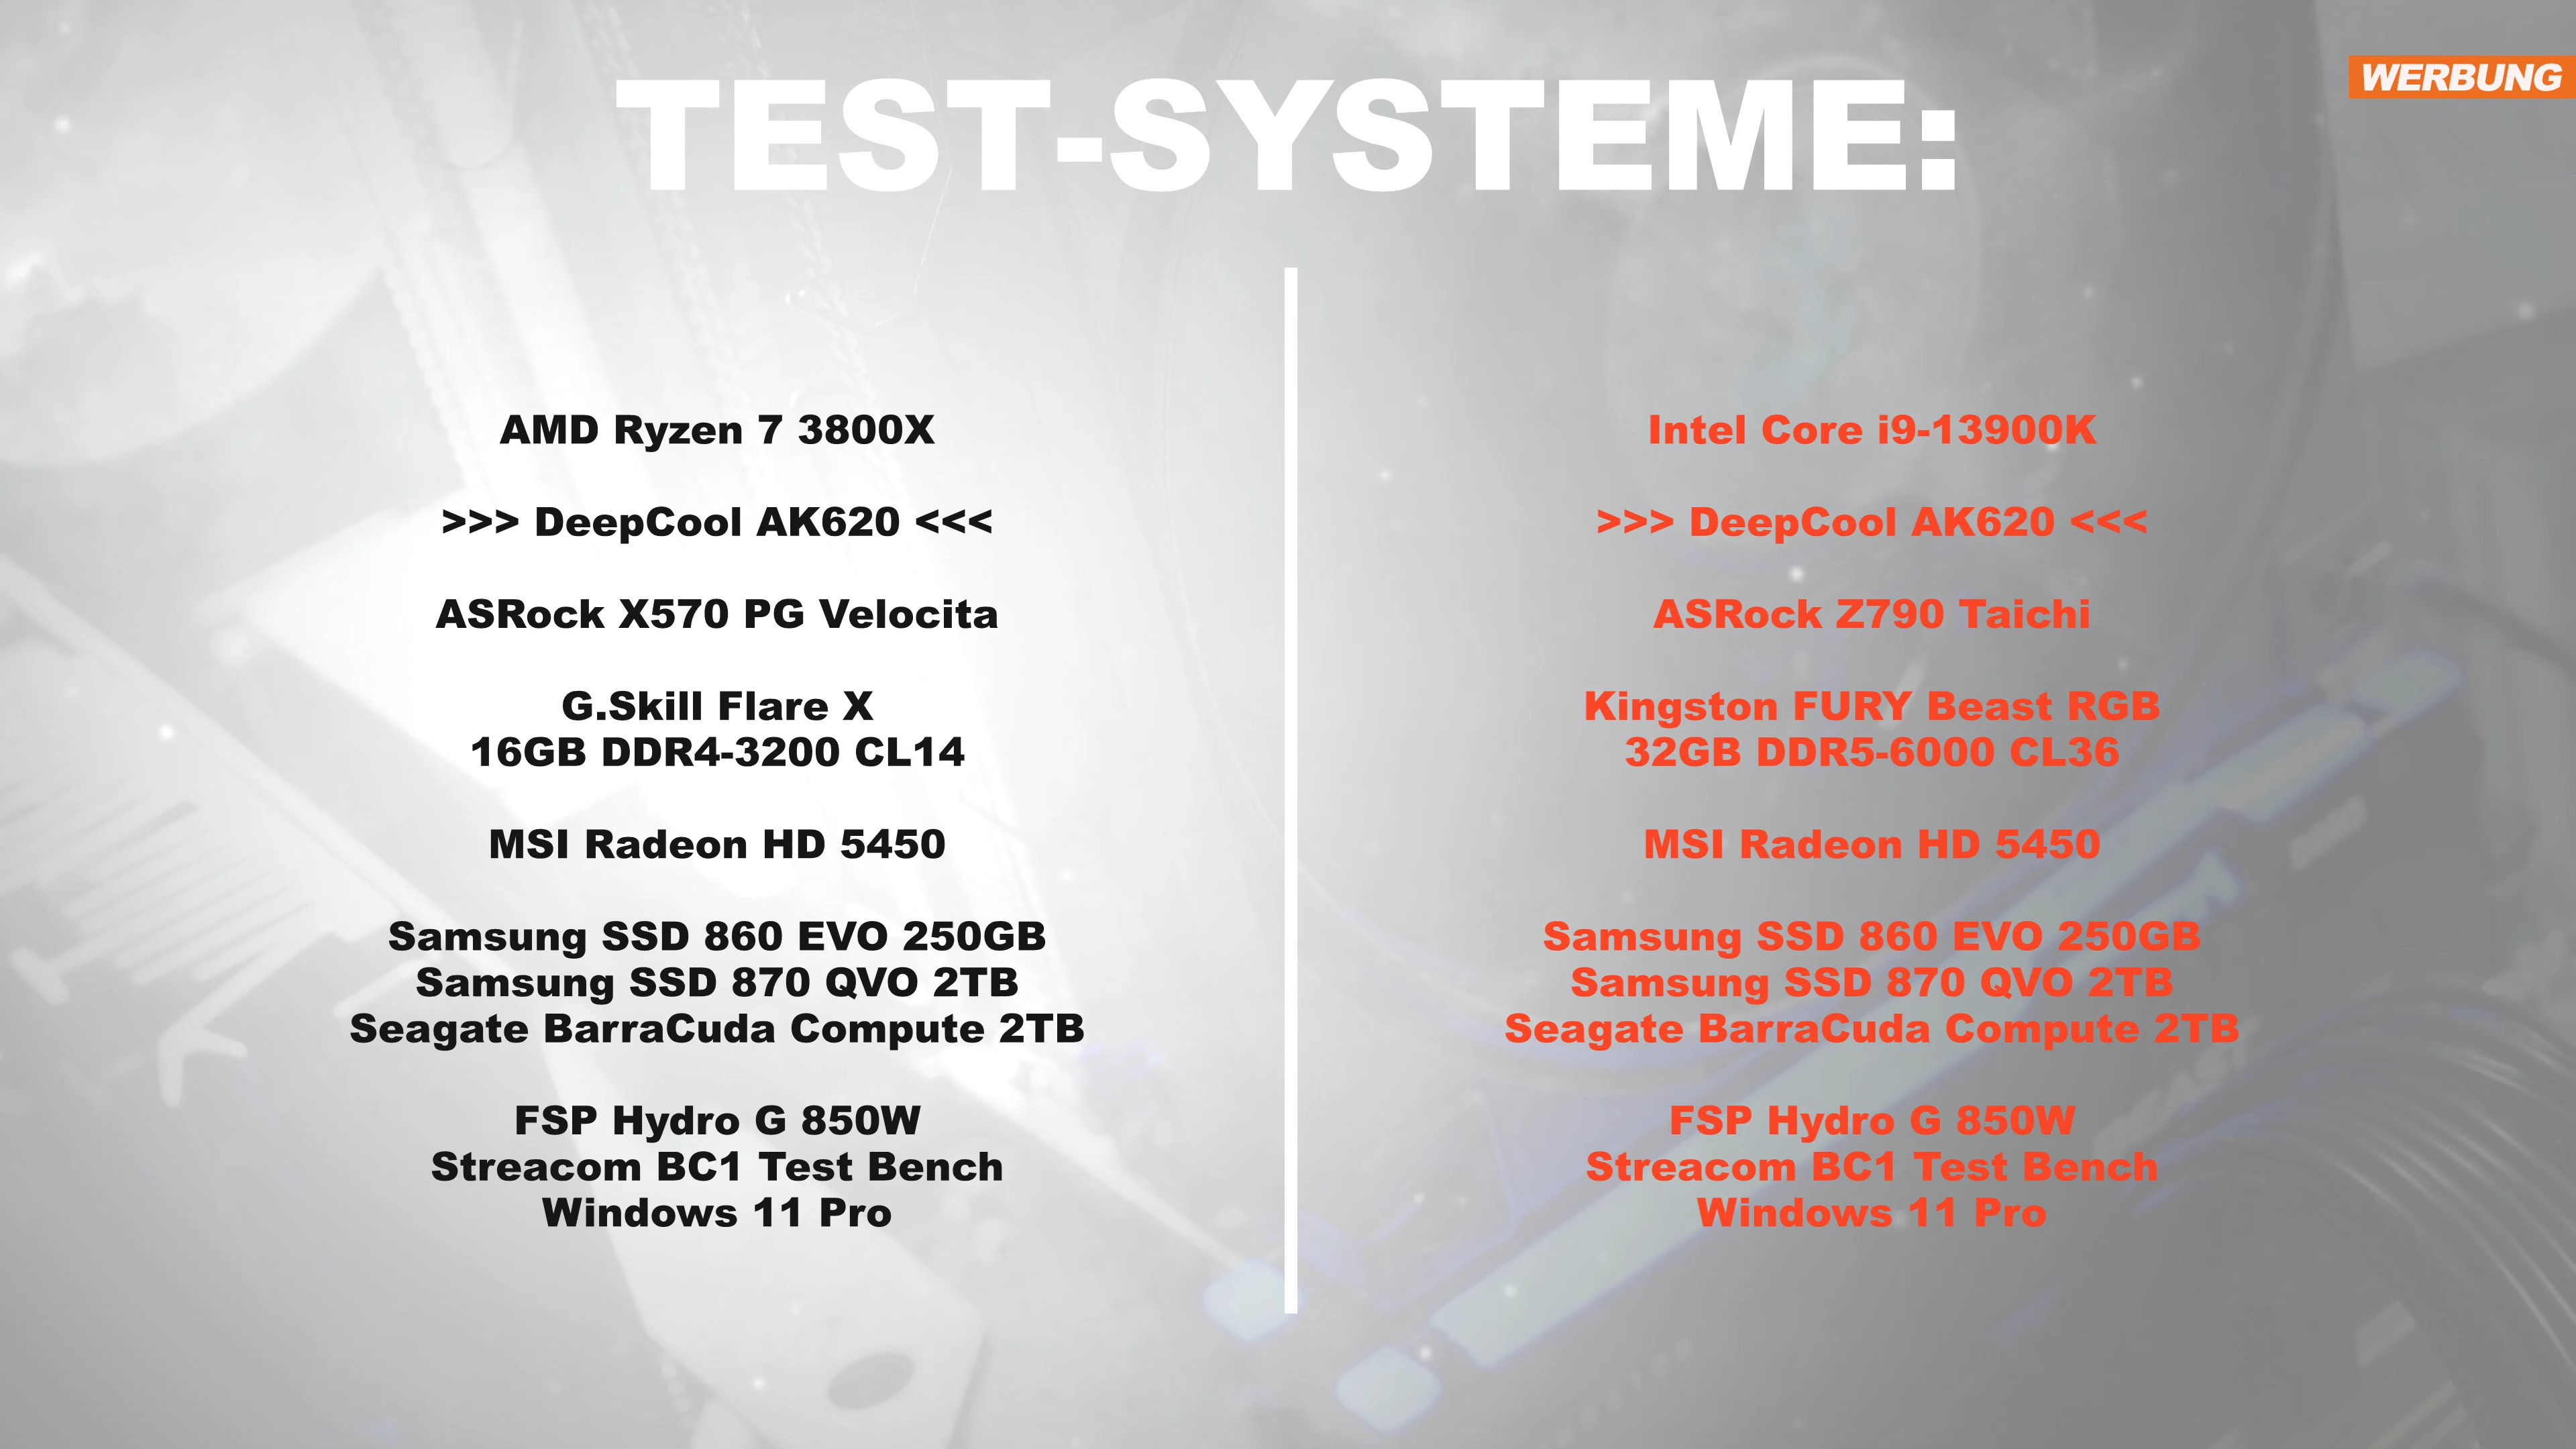 TEST-SYSTEME:
WERBUNG
AMD Ryzen 7 3800X
>>> DeepCool AK620 <<<
ASRock X570 PG Velocita
G.Skill Flare X
16GB DDR4-3200 CL14
MSI Radeon HD 5450
Samsung SSD 860 EVO 250GB
Samsung SSD 870 QVO 2TB
Seagate BarraCuda Compute 2TB
FSP Hydro G 850W
Streacom BC1 Test Bench
Windows 11 Pro
Intel Core i9-13900K
>>> DeepCool AK620 <<<
ASRock Z790 Taichi
Kingston FURY Beast RGB
32GB DDR5-6000 CL36
MSI Radeon HD 5450
Samsung SSD 860 EVO 250GB
Samsung SSD 870 QVO 2TB
Seagate BarraCuda Compute 2TB
FSP Hydro G 850W
Streacom BC1 Test Bench
Windows 11 Pro